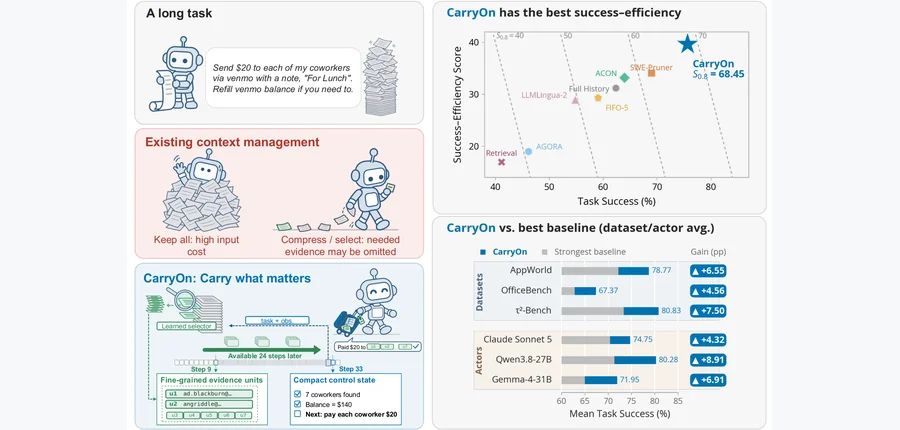 A long task
Send $20 to each of my coworkers
via venmo with a note, "For Lunch".
Refill venmo balance if you need to.
Existing context management
Keep all: high input
cost
Compress / select: needed
evidence may be omitted
CarryOn: Carry what matters
Learned selector
task + obs
Paid $20 to
Available 24 steps later
Step 9
Step 33
Fine-grained evidence units
u1 ad.blackburn@…
u2 angriddle@…
u3 u4 u5 u6 u7
Compact control state
7 coworkers found
Balance = $140
Next: pay each coworker $20
CarryOn has the best success–efficiency
Success–Efficiency Score
40
30
20
S0.8 = 40
50
60
70
CarryOn
S0.8 = 68.45
SWE-Pruner
ACON
Full History
LLMLingua-2
FIFO-5
AGORA
Retrieval
40 50 60 70 80
Task Success (%)
CarryOn vs. best baseline (dataset/actor avg.)
CarryOn Strongest baseline Gain (pp)
Datasets
AppWorld 78.77 ▲ +6.55
OfficeBench 67.37 ▲ +4.56
τ²-Bench 80.83 ▲ +7.50
Actors
Claude Sonnet 5 74.75 ▲ +4.32
Qwen3.8-27B 80.28 ▲ +8.91
Gemma-4-31B 71.95 ▲ +6.91
60 65 70 75 80 85
Mean Task Success (%)